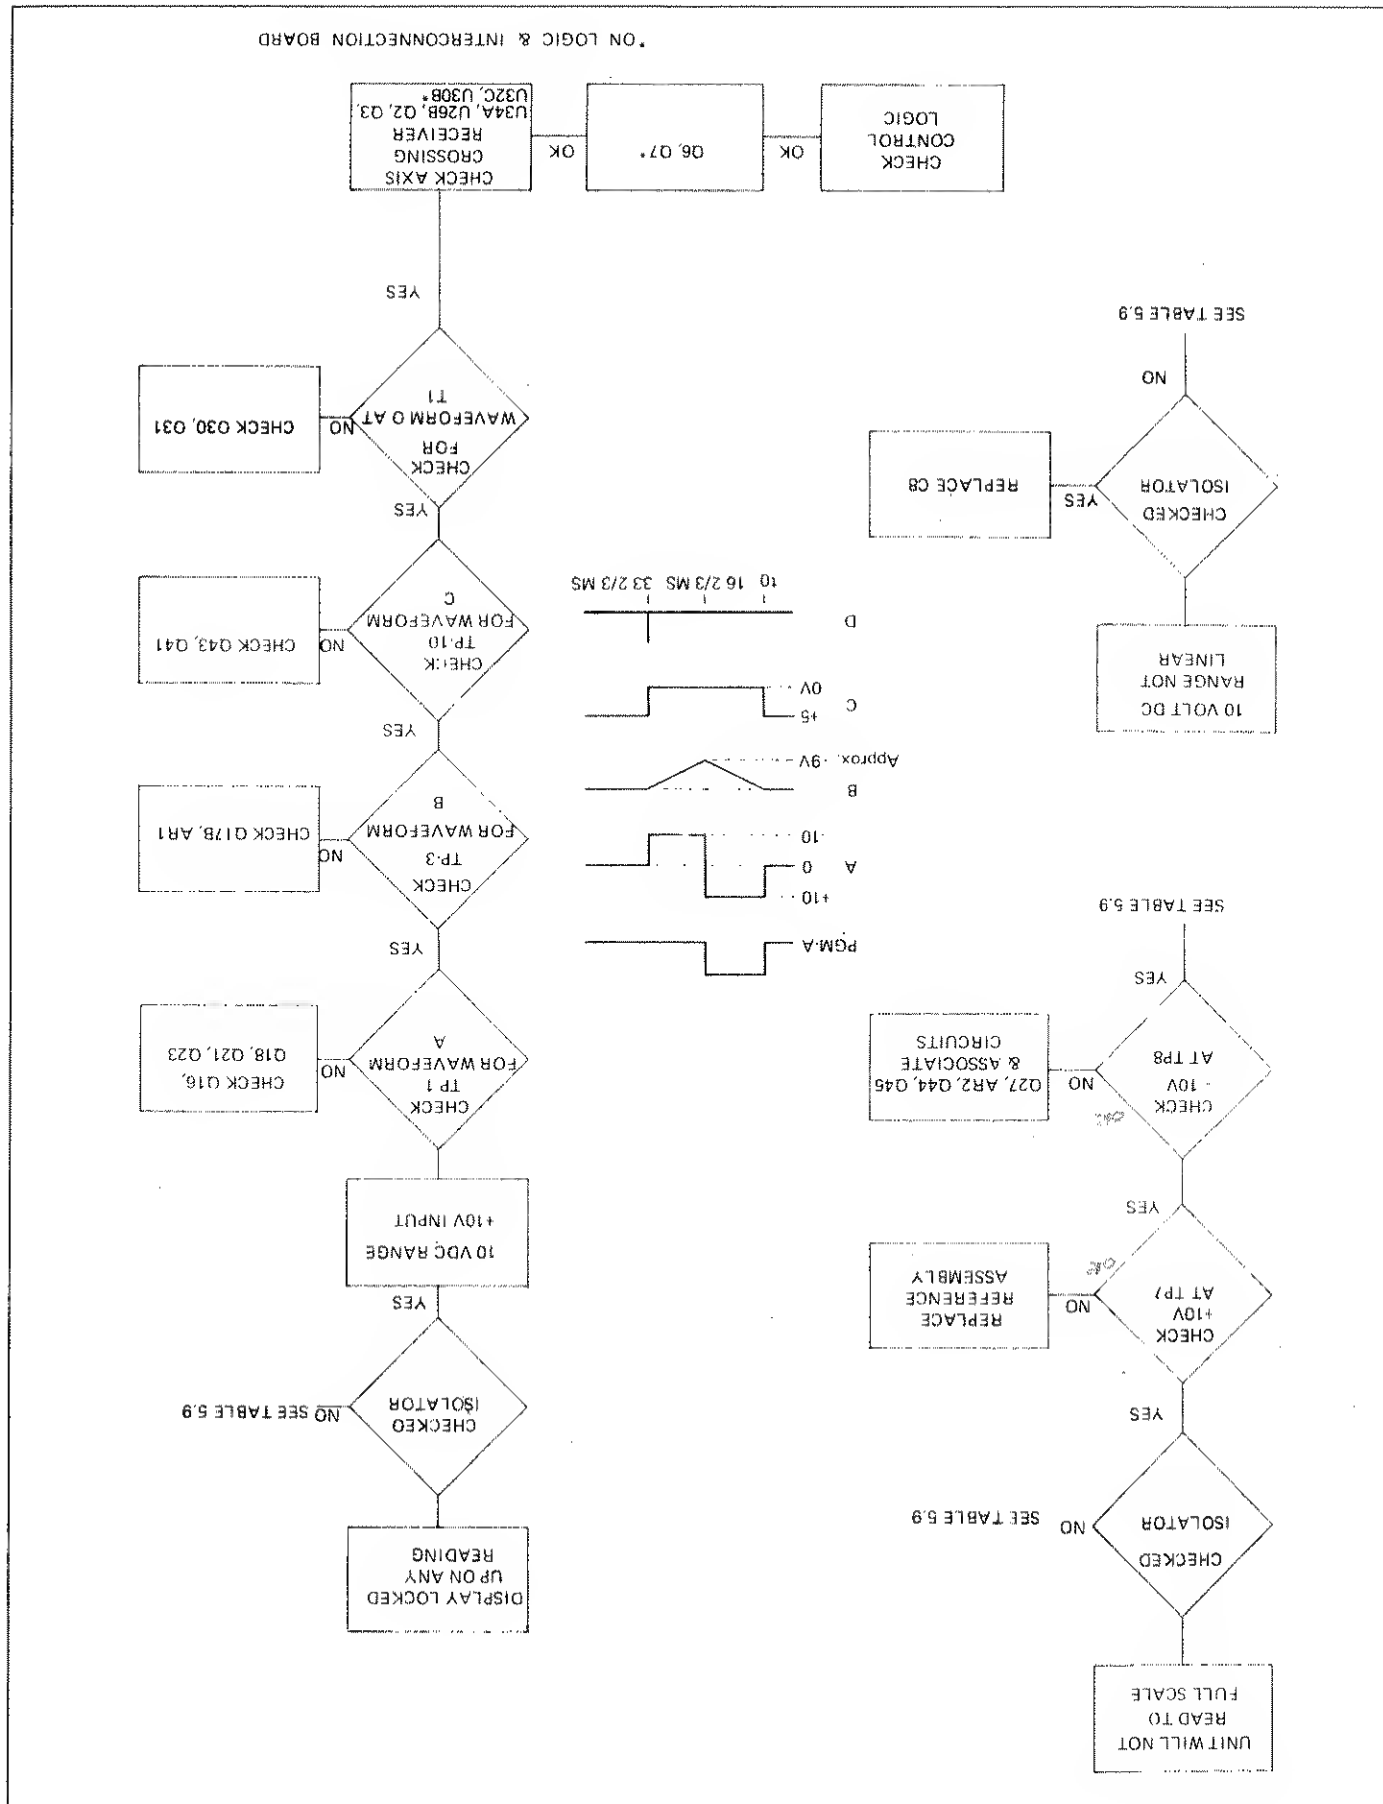 UNIT WILL NOT
READ TO
FULL SCALE
CHECKED
ISOLATOR
NO
SEE TABLE 5.9
YES
CHECK
+10V
AT TP7
OK
NO
REPLACE
REFERENCE
ASSEMBLY
YES
CHECK
- 10V
AT TP8
OK
NO
Q27, AR2, Q44, Q45
& ASSOCIATE
CIRCUITS
YES
SEE TABLE 5.9
10 VOLT DC
RANGE NOT
LINEAR
CHECKED
ISOLATOR
YES
REPLACE C8
NO
SEE TABLE 5.9
PGM-A
+10
A 0
-10
B
Approx. -9V
+5
C
0V
D
t0 16 2/3 MS 33 2/3 MS
DISPLAY LOCKED
UP ON ANY
READING
CHECKED
ISOLATOR
NO SEE TABLE 5.9
YES
10 VDC RANGE
+10V INPUT
CHECK
TP 1
FOR WAVEFORM
A
NO
CHECK Q16,
Q18, Q21, Q23
YES
CHECK
TP-3
FOR WAVEFORM
B
NO
CHECK Q17B, AR1
YES
CHECK
TP-10
FOR WAVEFORM
C
NO
CHECK Q43, Q41
YES
CHECK
FOR
WAVEFORM D AT
T1
NO
CHECK Q30, Q31
YES
CHECK AXIS
CROSSING
RECEIVER
U34A, U26B, Q2, Q3,
U32C, U30B*
OK
Q6, Q7*
OK
CHECK
CONTROL
LOGIC
*ON LOGIC & INTERCONNECTION BOARD